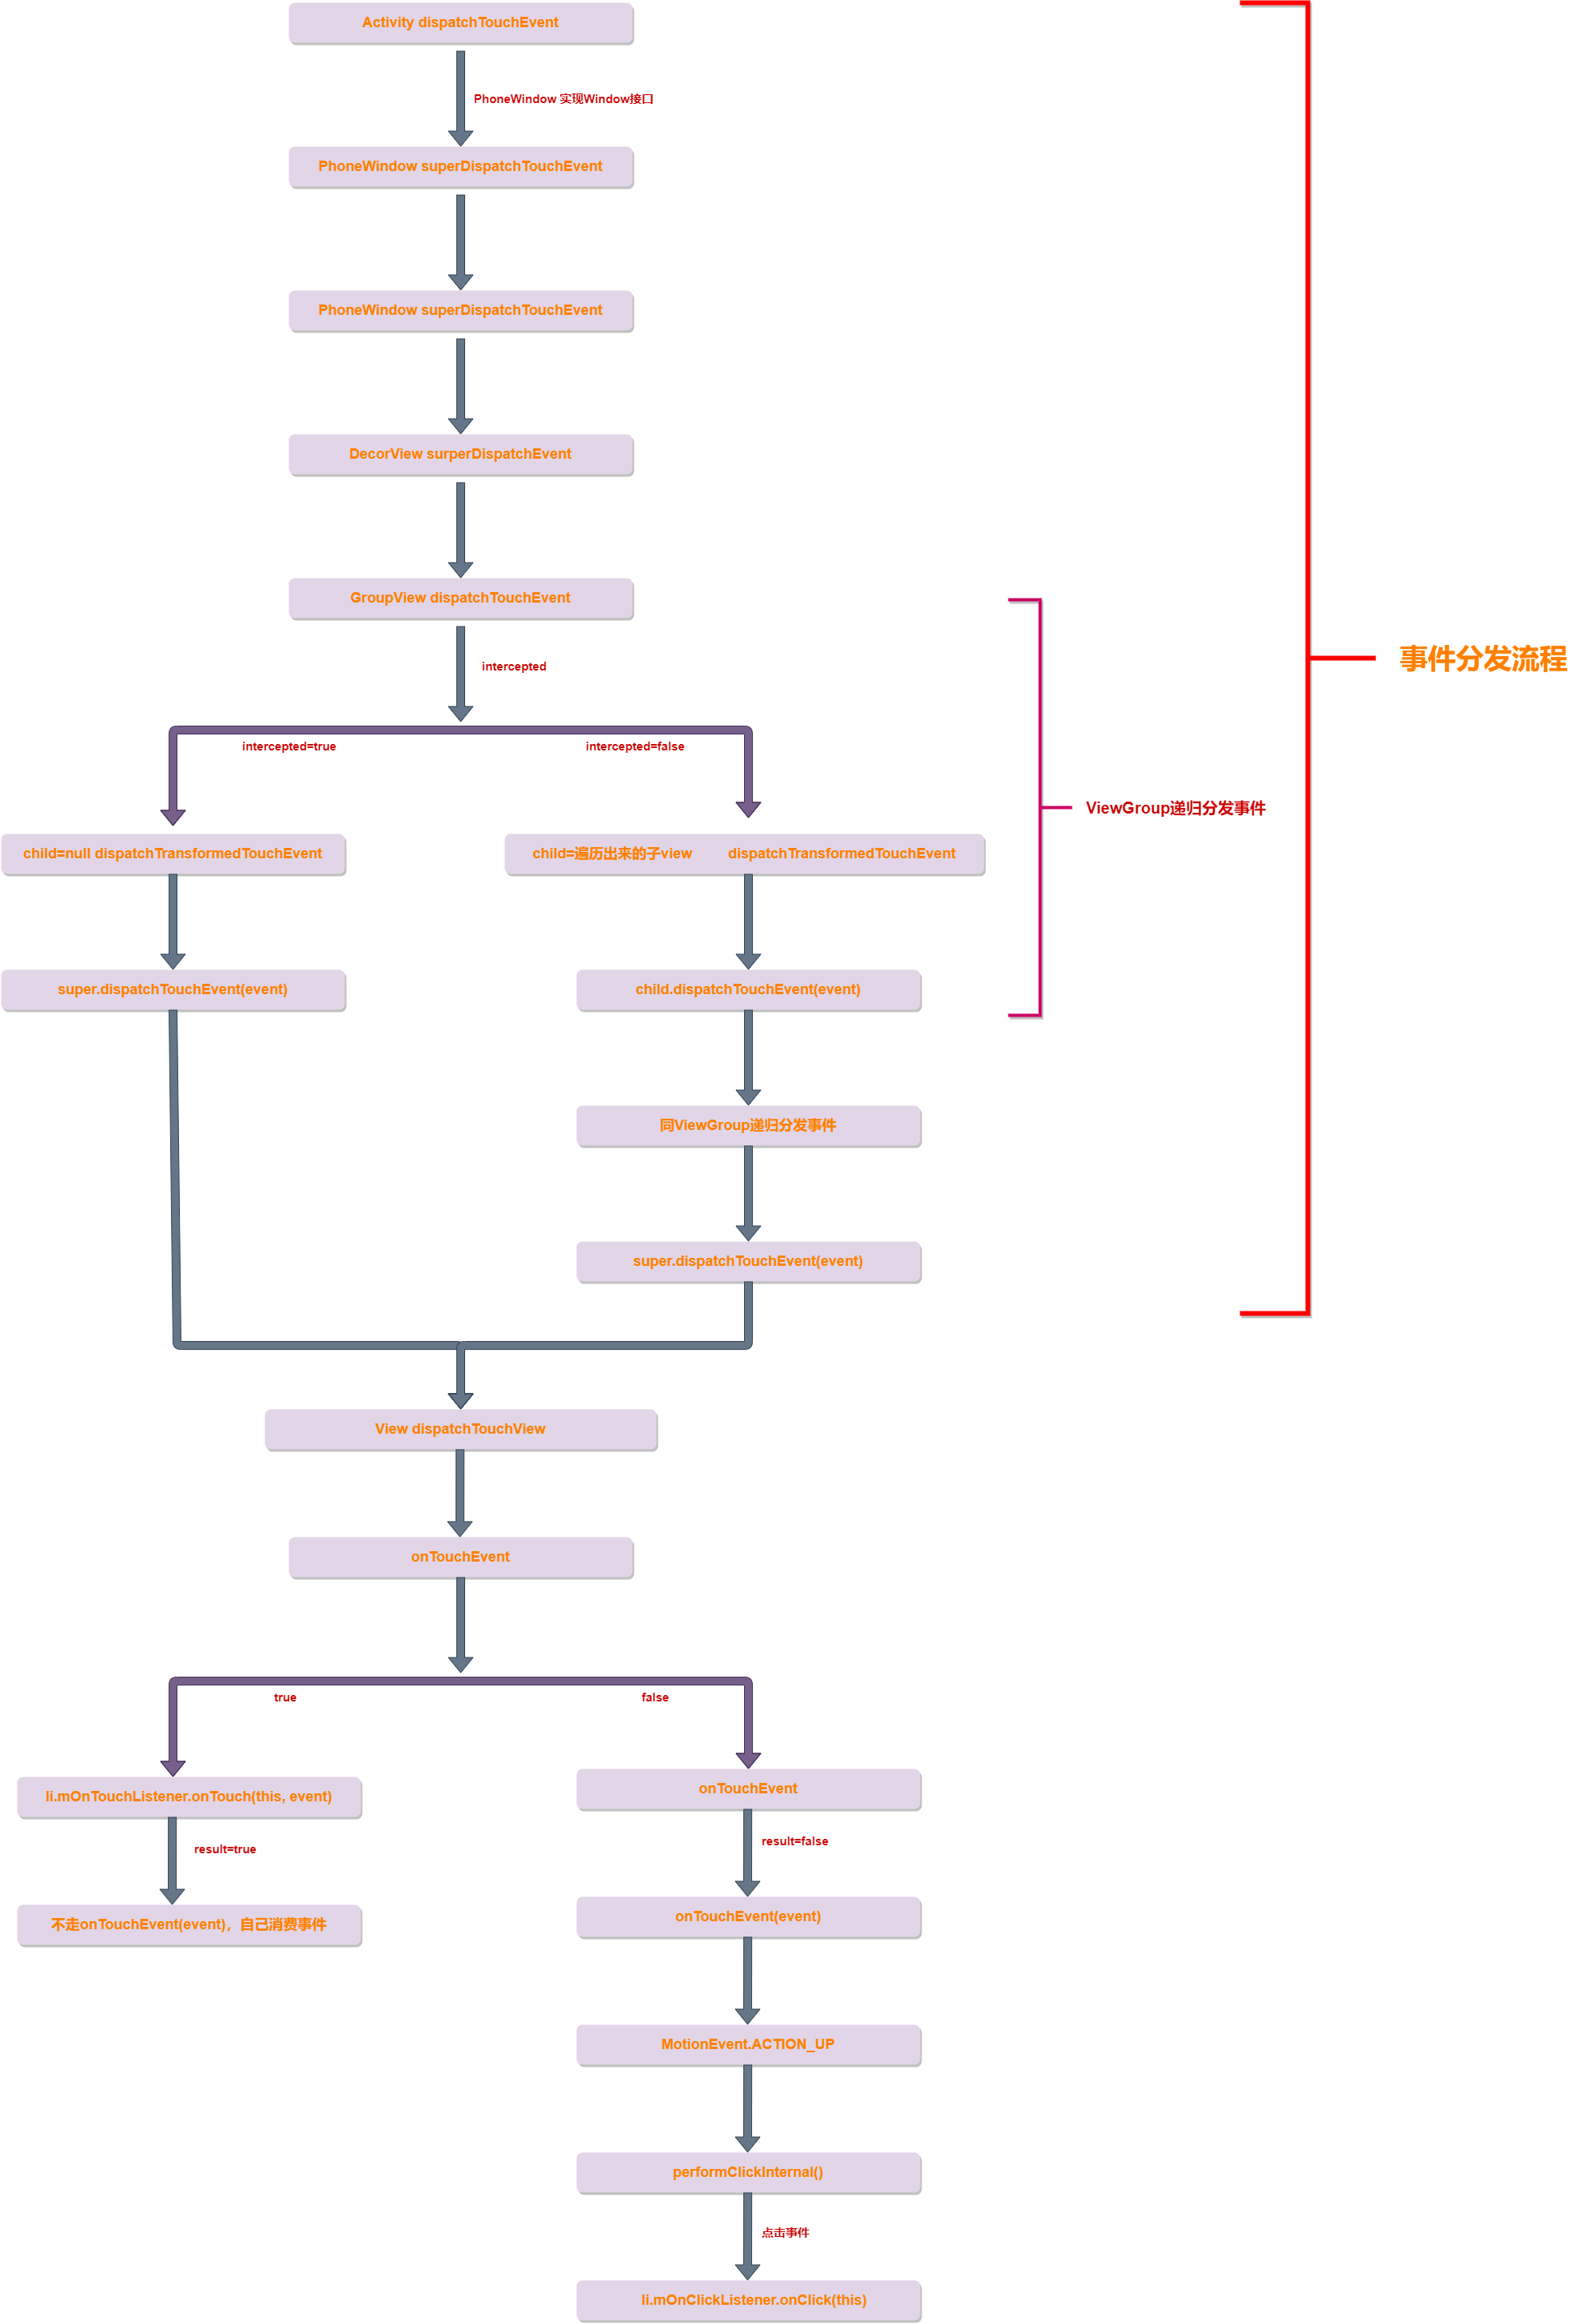 Activity dispatchTouchEvent
PhoneWindow 实现Window接口
PhoneWindow superDispatchTouchEvent
PhoneWindow superDispatchTouchEvent
DecorView surperDispatchEvent
GroupView dispatchTouchEvent
intercepted
事件分发流程
intercepted=true
intercepted=false
ViewGroup递归分发事件
child=null dispatchTransformedTouchEvent
child=遍历出来的子view dispatchTransformedTouchEvent
super.dispatchTouchEvent(event)
child.dispatchTouchEvent(event)
同ViewGroup递归分发事件
super.dispatchTouchEvent(event)
View dispatchTouchView
onTouchEvent
true
false
li.mOnTouchListener.onTouch(this, event)
onTouchEvent
result=true
result=false
不走onTouchEvent(event)，自己消费事件
onTouchEvent(event)
MotionEvent.ACTION_UP
performClickInternal()
点击事件
li.mOnClickListener.onClick(this)